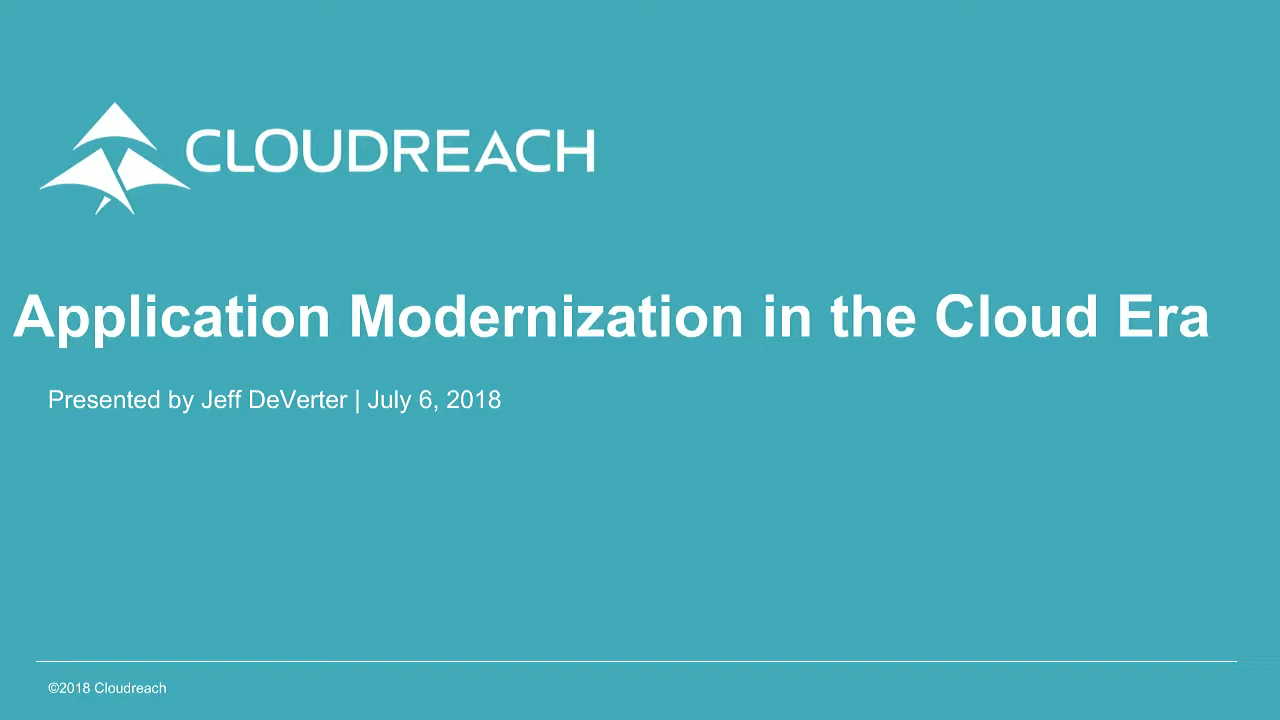 CLOUDREACH
Application Modernization in the Cloud Era
Presented by Jeff DeVerter | July 6, 2018
©2018 Cloudreach